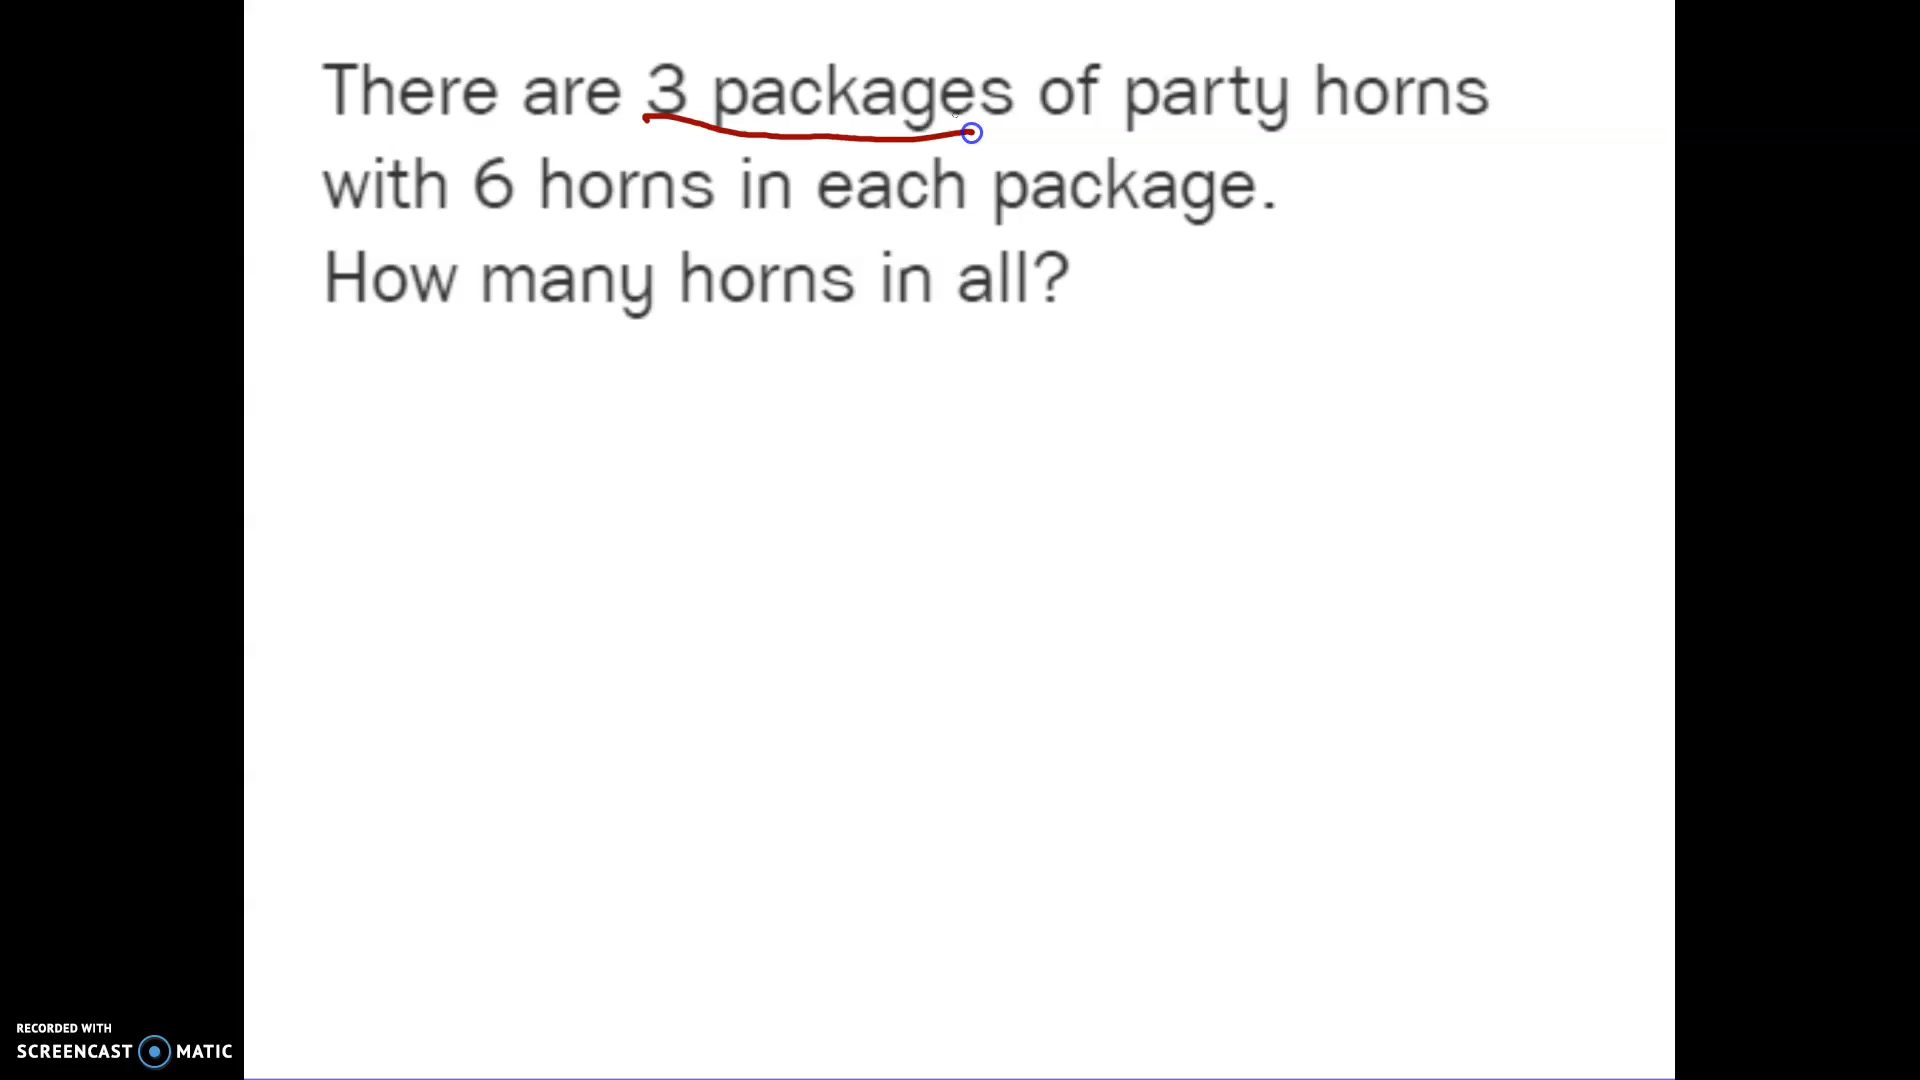 There are 3 packages of party horns
with 6 horns in each package.
How many horns in all?
RECORDED WITH
SCREENCAST MATIC